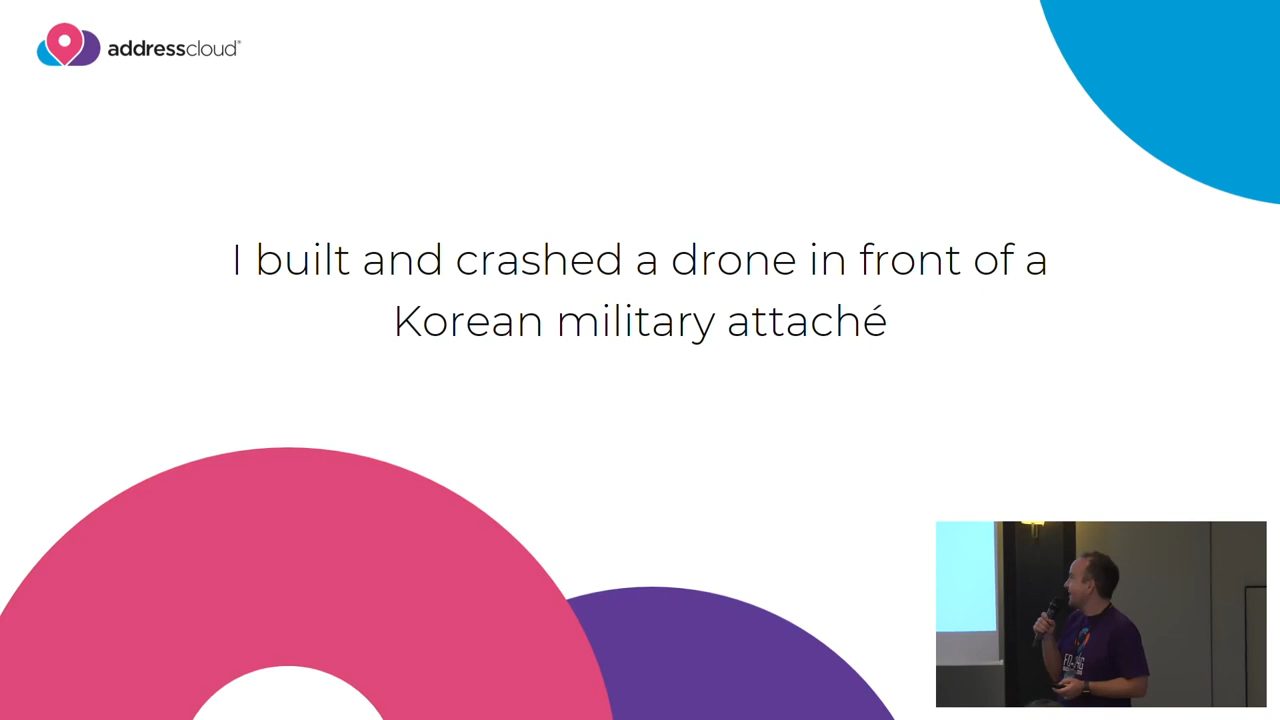 addresscloud®
I built and crashed a drone in front of a
Korean military attaché